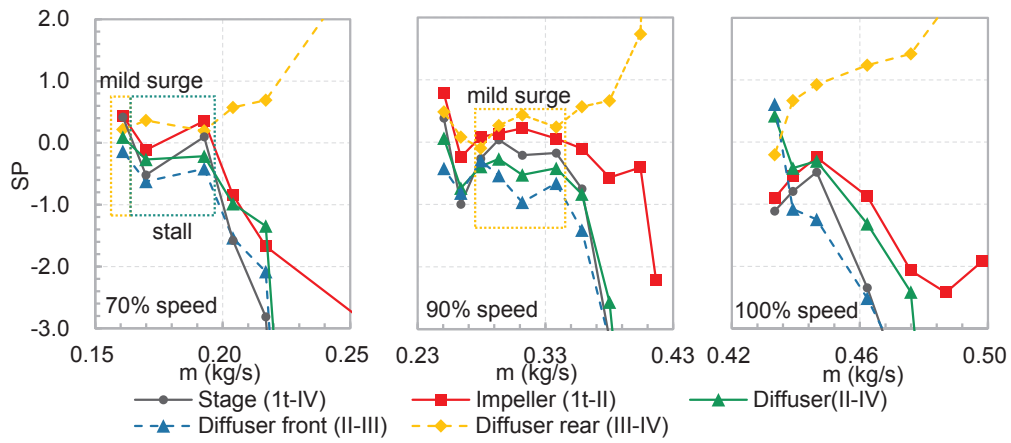 2.0
1.0
0.0
-1.0
-2.0
-3.0
SP
mild surge
stall
70% speed
0.15 0.20 0.25
m (kg/s)
mild surge
90% speed
0.23 0.33 0.43
m (kg/s)
100% speed
0.42 0.46 0.50
m (kg/s)
Stage (1t-IV) Impeller (1t-II) Diffuser(II-IV)
Diffuser front (II-III) Diffuser rear (III-IV)